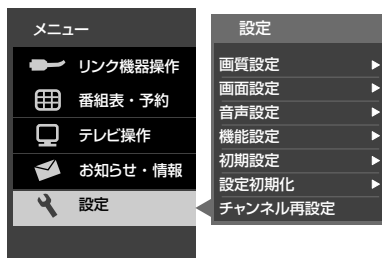 メニュー
リンク機器操作
番組表・予約
テレビ操作
お知らせ・情報
設定
設定
画質設定
画面設定
音声設定
機能設定
初期設定
設定初期化
チャンネル再設定